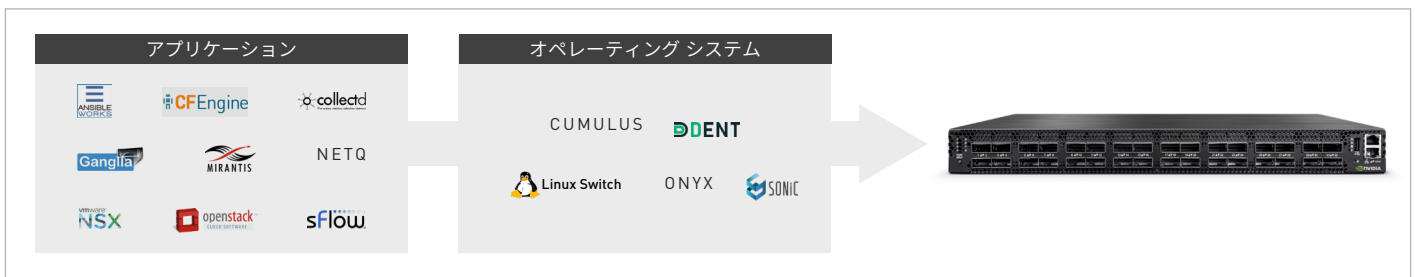 アプリケーション
ANSIBLE
WORKS
CFEngine
collectd
Ganglia
MIRANTIS
NETQ
vmware
NSX
openstack
CLOUD SOFTWARE
sFlow
オペレーティング システム
CUMULUS
DENT
Linux Switch
ONYX
SONiC
NVIDIA